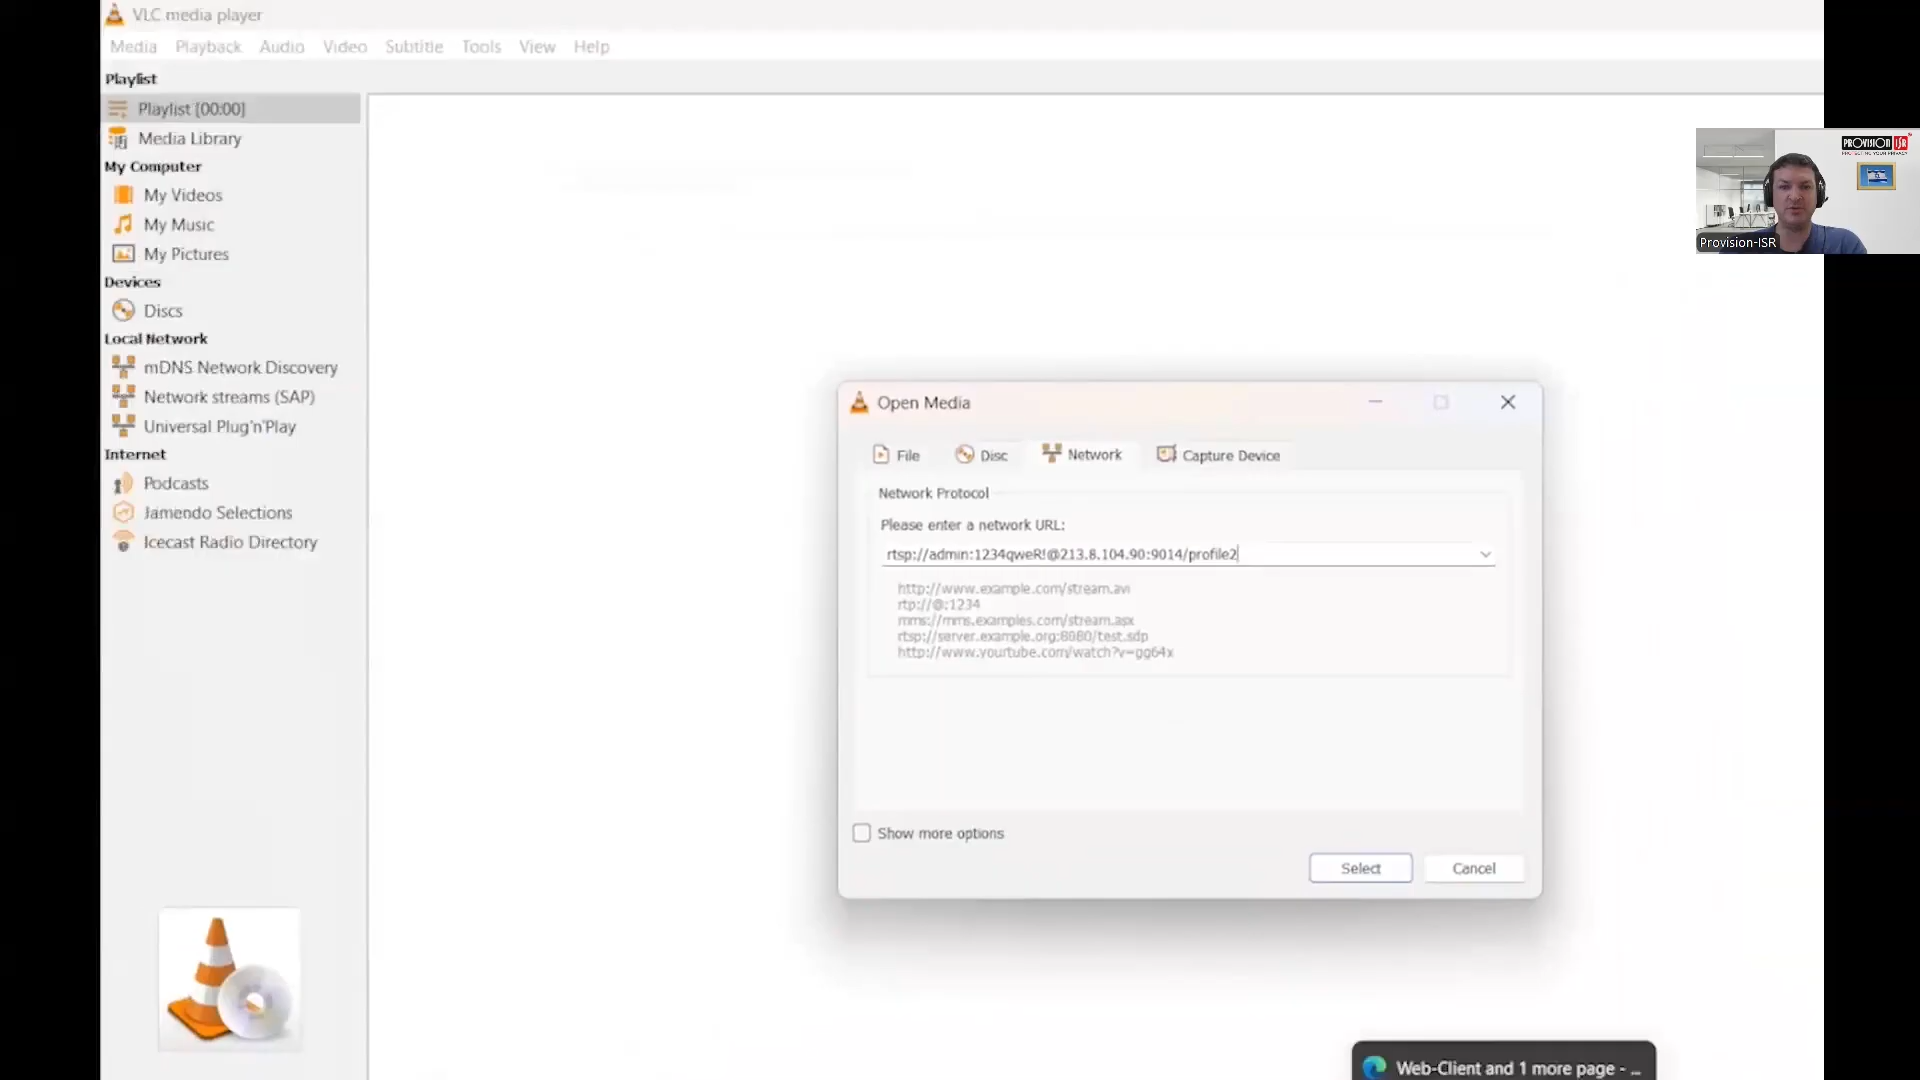 VLC media player
Media Playback Audio Video Subtitle Tools View Help
Playlist
Playlist [00:00]
Media Library
My Computer
My Videos
My Music
My Pictures
Devices
Discs
Local Network
mDNS Network Discovery
Network streams (SAP)
Universal Plug'n'Play
Internet
Podcasts
Jamendo Selections
Icecast Radio Directory
PROVISION ISR
PROTECTING YOUR PRIVACY
Provision-ISR
Open Media
File Disc Network Capture Device
Network Protocol
Please enter a network URL:
rtsp://admin:1234qweR!@213.8.104.90:9014/profile2
http://www.example.com/stream.avi
rtp://@:1234
mms://mms.examples.com/stream.asx
rtsp://server.example.org:8080/test.sdp
http://www.yourtube.com/watch?v=gg64x
Show more options
Select Cancel
Web-Client and 1 more page - ...